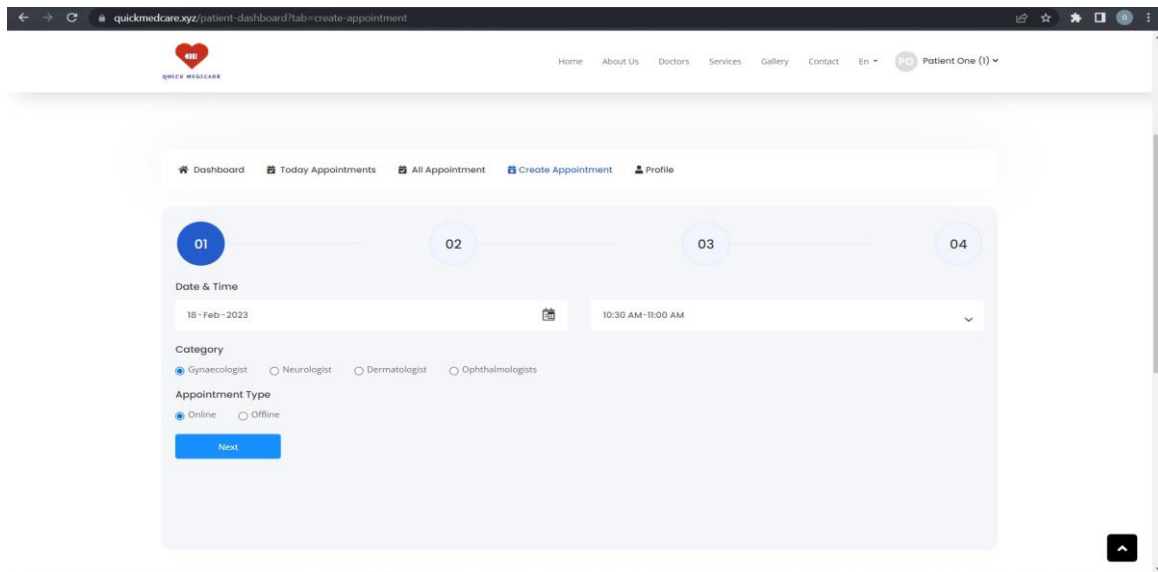 quickmedcare.xyz/patient-dashboard?tab=create-appointment
QUICK MEDICARE
Home About Us Doctors Services Gallery Contact En PO Patient One (1)
Dashboard Today Appointments All Appointment Create Appointment Profile
01 02 03 04
Date & Time
18-Feb-2023 10:30 AM-11:00 AM
Category
Gynaecologist Neurologist Dermatologist Ophthalmologists
Appointment Type
Online Offline
Next